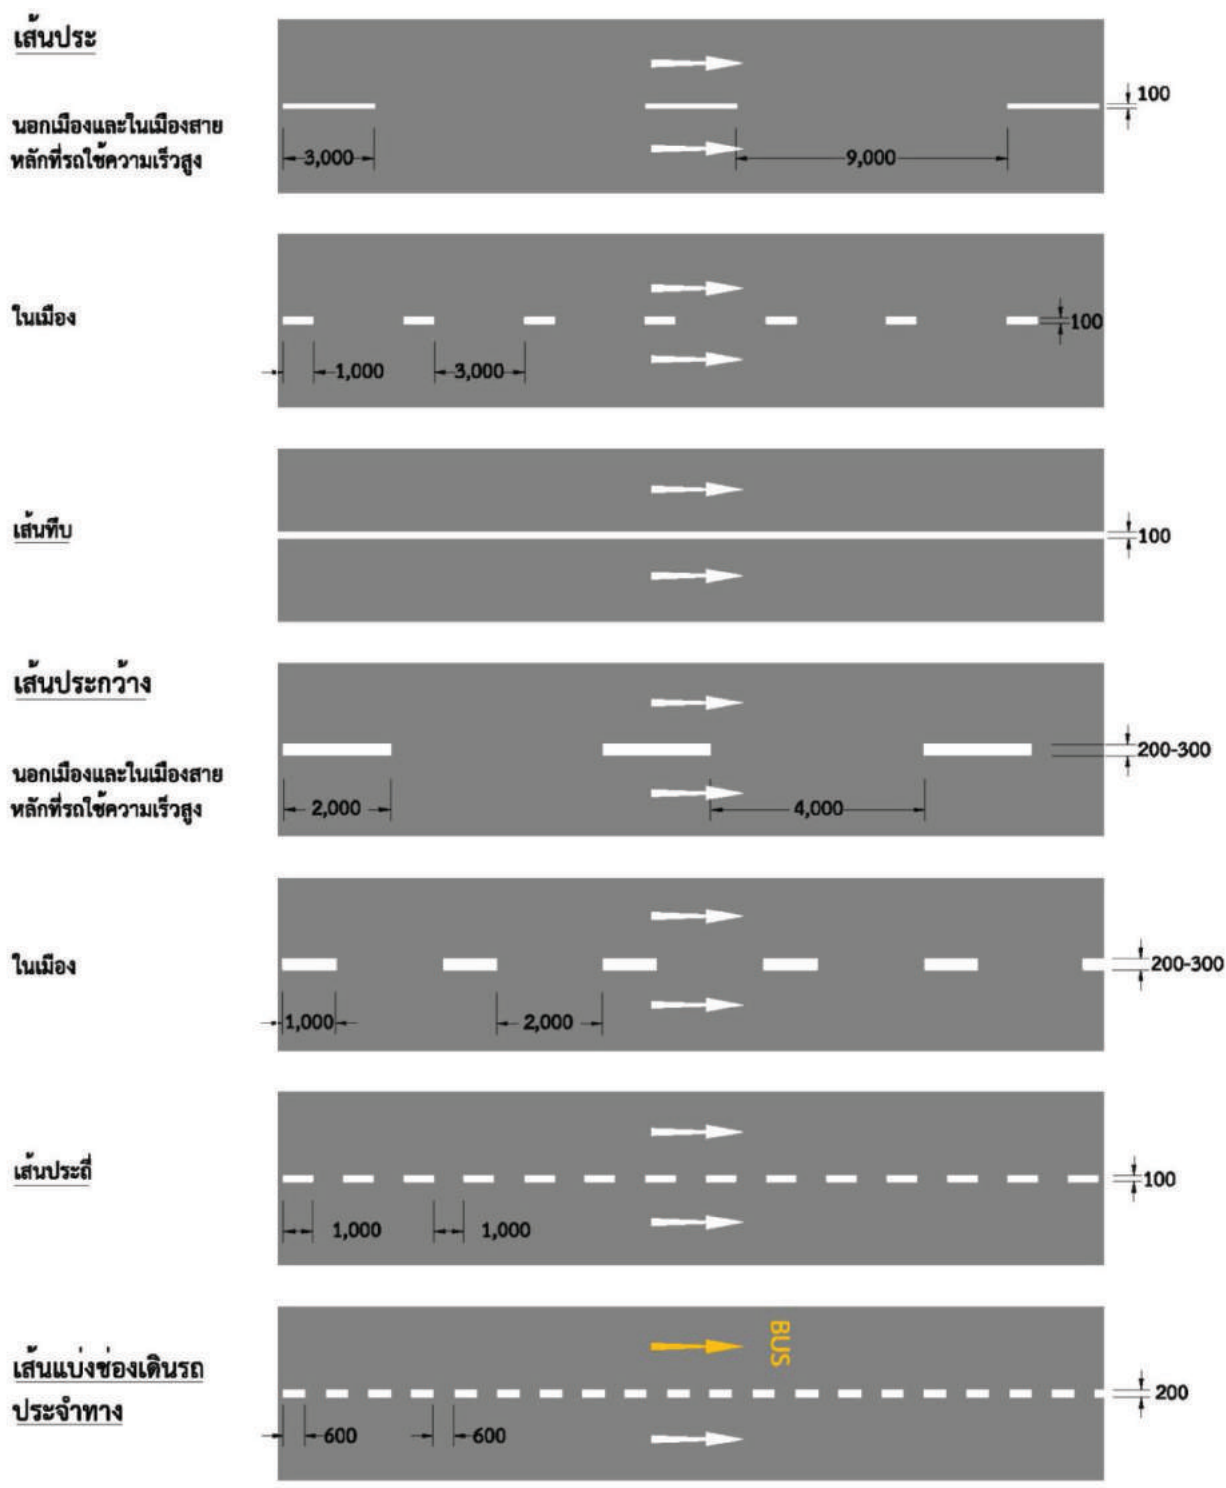 เส้นประ
100
นอกเมืองและในเมืองสาย
หลักที่รถใช้ความเร็วสูง
3,000
9,000
ในเมือง
100
1,000
3,000
เส้นทึบ
100
เส้นประกว้าง
200-300
นอกเมืองและในเมืองสาย
หลักที่รถใช้ความเร็วสูง
2,000
4,000
ในเมือง
200-300
1,000
2,000
เส้นประถี่
100
1,000
1,000
BUS
เส้นแบ่งช่องเดินรถ
ประจำทาง
200
600
600